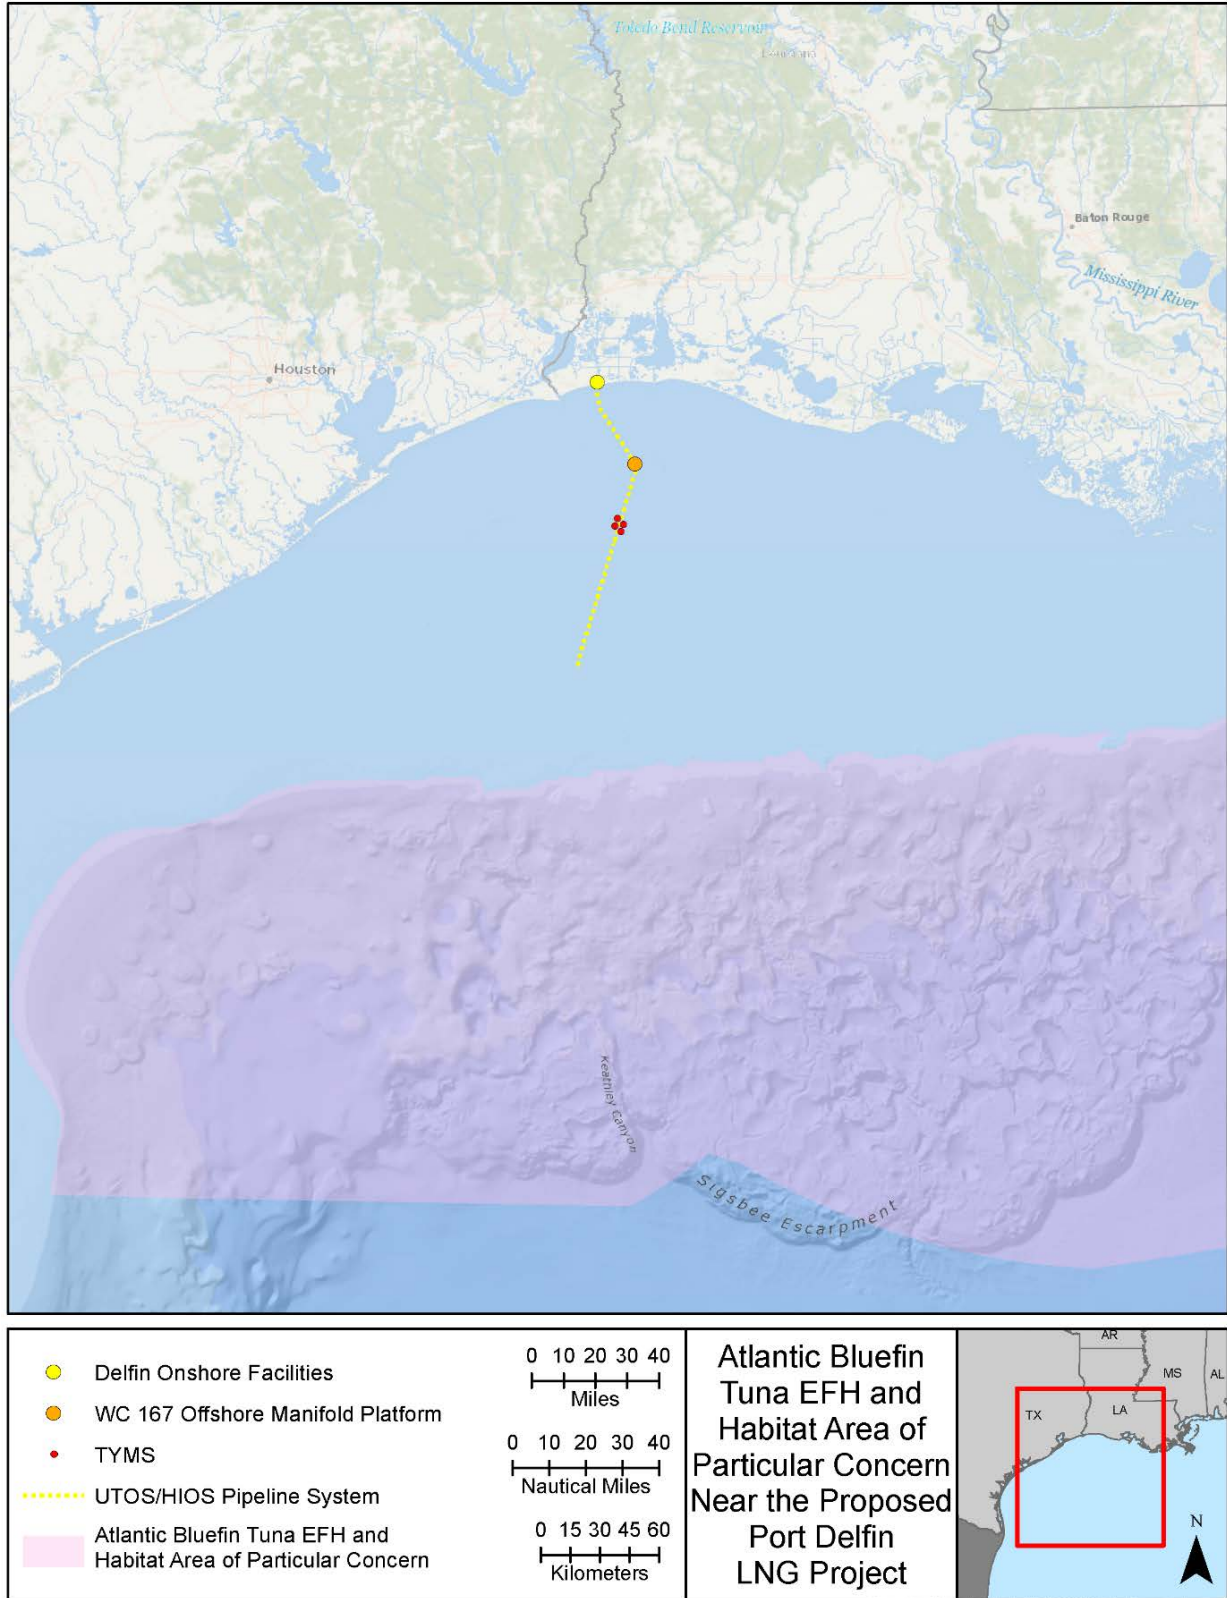 Toledo Bend Reservoir
Louisiana
Baton Rouge
Mississippi River
Houston
Keathley Canyon
Sigsbee Escarpment
Delfin Onshore Facilities
WC 167 Offshore Manifold Platform
TYMS
UTOS/HIOS Pipeline System
Atlantic Bluefin Tuna EFH and
Habitat Area of Particular Concern
0 10 20 30 40
Miles
0 10 20 30 40
Nautical Miles
0 15 30 45 60
Kilometers
Atlantic Bluefin
Tuna EFH and
Habitat Area of
Particular Concern
Near the Proposed
Port Delfin
LNG Project
AR
MS
AL
TX
LA
N